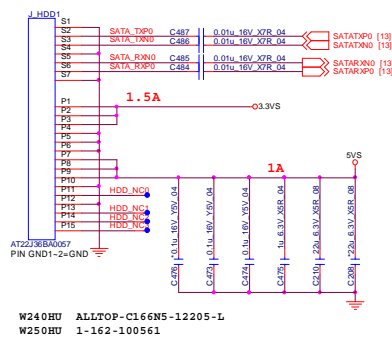 J_HDD1
S1
S2 SATA_TXP0 C487 0.01u_16V_X7R_04 SATATXP0 [13]
S3 SATA_TXN0 C486 0.01u_16V_X7R_04 SATATXN0 [13]
S4
S5 SATA_RXN0 C485 0.01u_16V_X7R_04 SATARXN0 [13
S6 SATA_RXP0 C484 0.01u_16V_X7R_04 SATARXP0 [13]
S7
1.5A
P1 3.3VS
P2
P3
P4
P5
P6
P7 5VS
P8 1A
P9
P10
P11 HDD_NC0
P12
P13 HDD_NC1
P14
P15
AT22J36BA0057
PIN GND1~2=GND
C476 *0.1u_16V_Y5V_04
C473 0.1u_16V_Y5V_04
C474 0.1u_16V_Y5V_04
C475 1u_6.3V_X5R_04
C210 22u_6.3V_X5R_08
C208 *22u_6.3V_X5R_08
W240HU ALLTOP-C166N5-12205-L
W250HU 1-162-100561